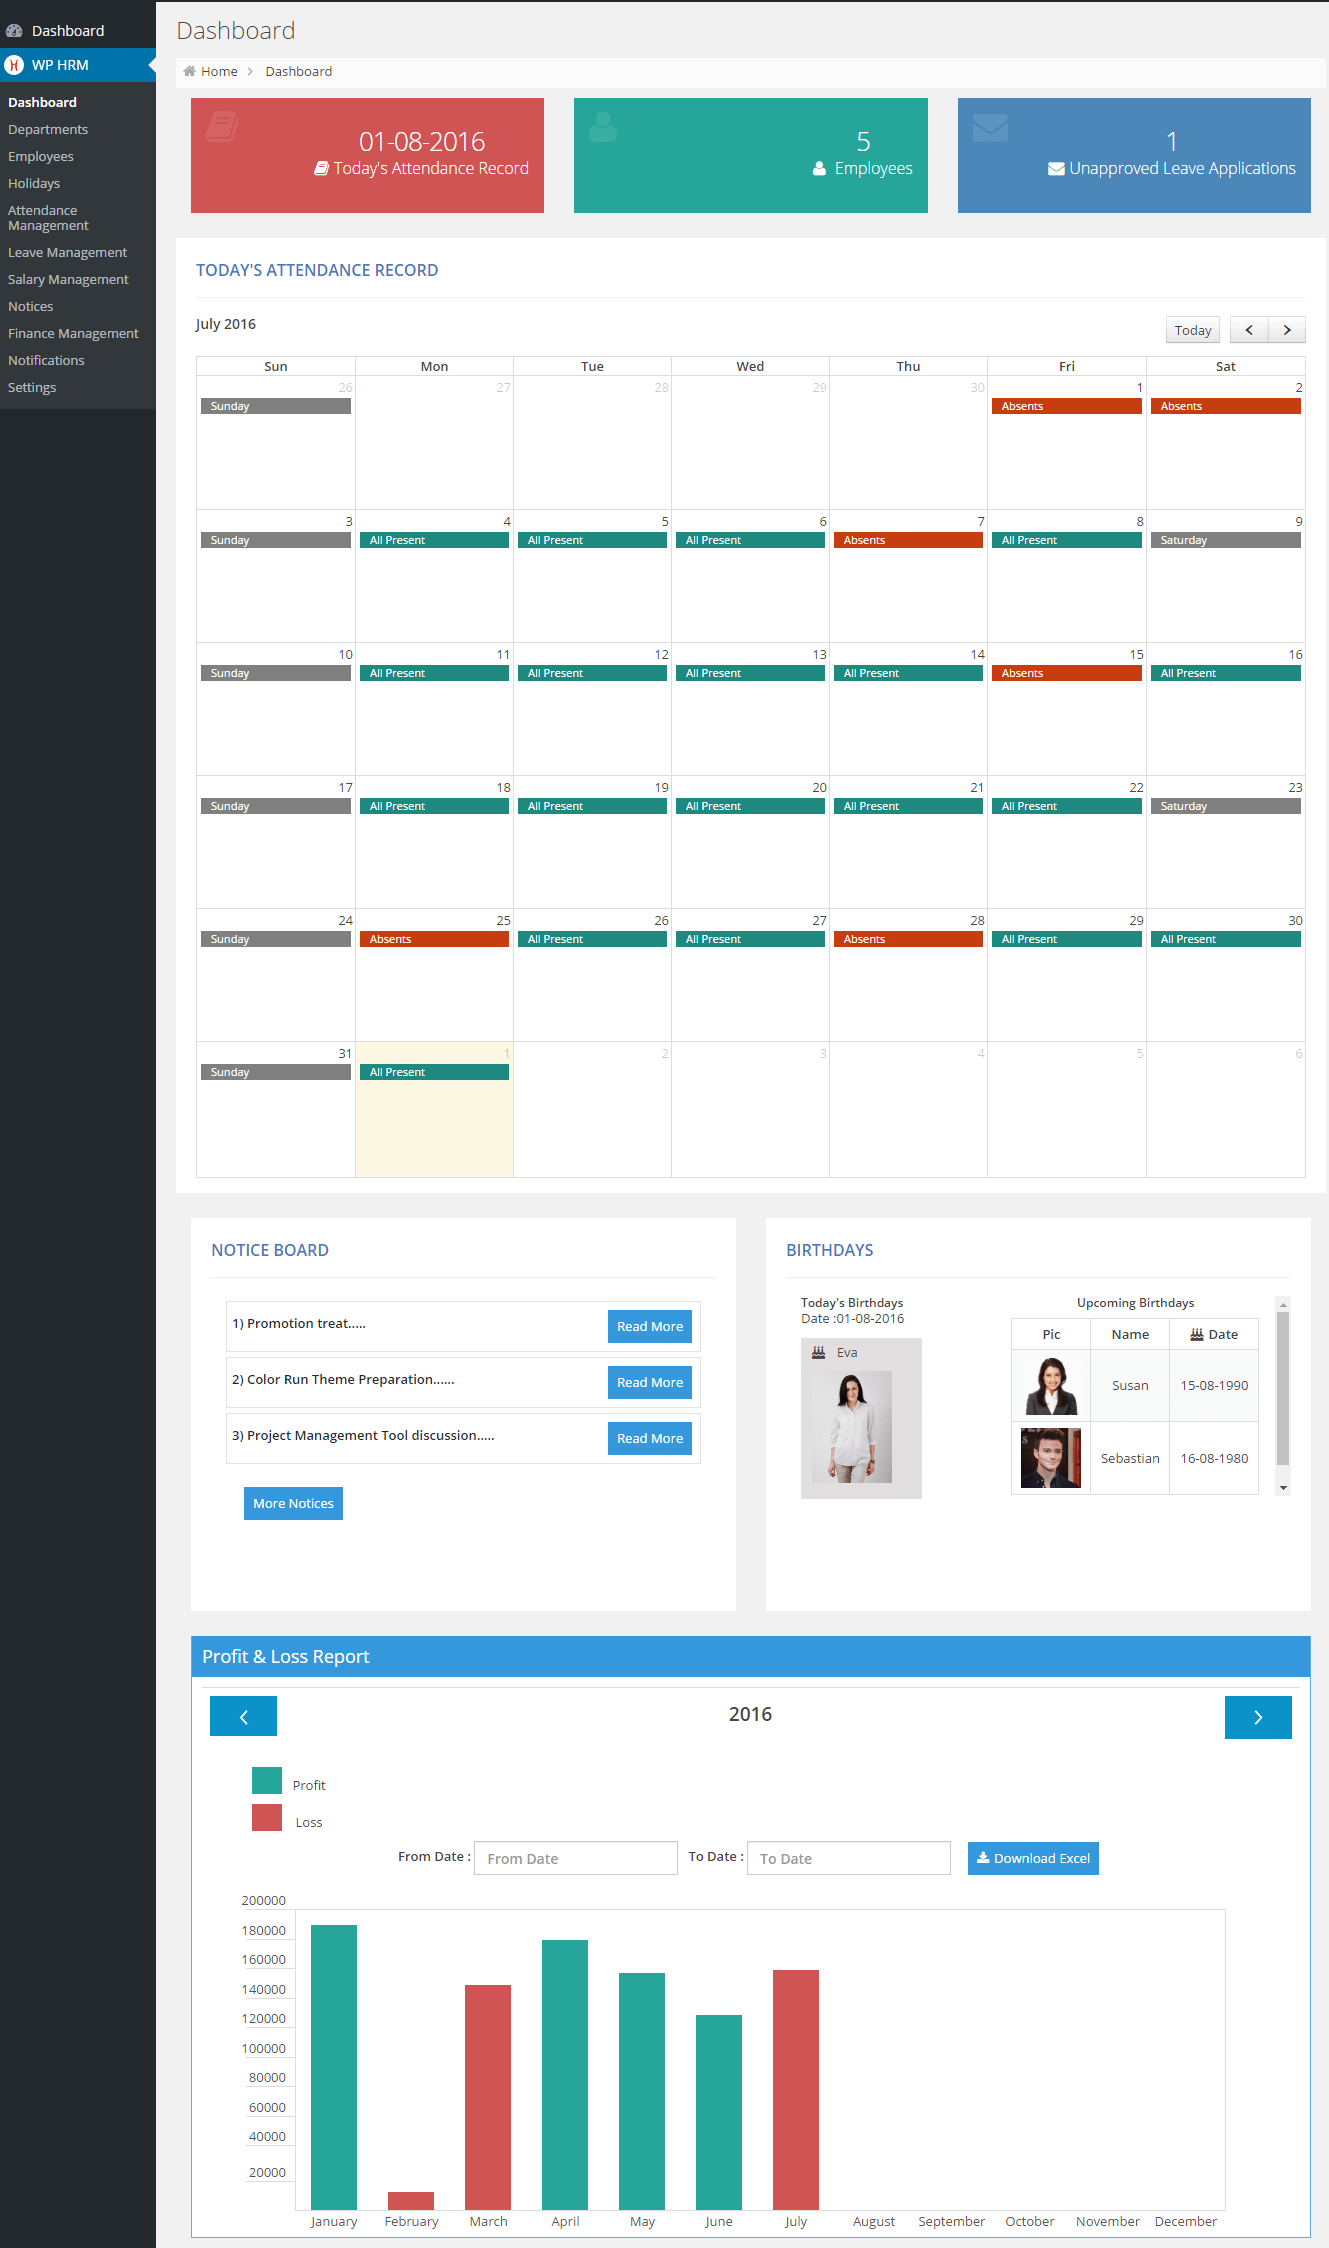 Dashboard
WP HRM
Dashboard
Departments
Employees
Holidays
Attendance
Management
Leave Management
Salary Management
Notices
Finance Management
Notifications
Settings
Dashboard
Home > Dashboard
01-08-2016
Today's Attendance Record
5
Employees
1
Unapproved Leave Applications
TODAY'S ATTENDANCE RECORD
July 2016
Today
Sun Mon Tue Wed Thu Fri Sat
26 27 28 29 30 1 2
Sunday Absents Absents
3 4 5 6 7 8 9
Sunday All Present All Present All Present Absents All Present Saturday
10 11 12 13 14 15 16
Sunday All Present All Present All Present All Present Absents All Present
17 18 19 20 21 22 23
Sunday All Present All Present All Present All Present All Present Saturday
24 25 26 27 28 29 30
Sunday Absents All Present All Present Absents All Present All Present
31 1 2 3 4 5 6
Sunday All Present
NOTICE BOARD
1) Promotion treat..... Read More
2) Color Run Theme Preparation...... Read More
3) Project Management Tool discussion..... Read More
More Notices
BIRTHDAYS
Today's Birthdays
Date :01-08-2016
Eva
Upcoming Birthdays
Pic Name Date
Susan 15-08-1990
Sebastian 16-08-1980
Profit & Loss Report
2016
Profit
Loss
From Date : From Date To Date : To Date Download Excel
200000
180000
160000
140000
120000
100000
80000
60000
40000
20000
January February March April May June July August September October November December